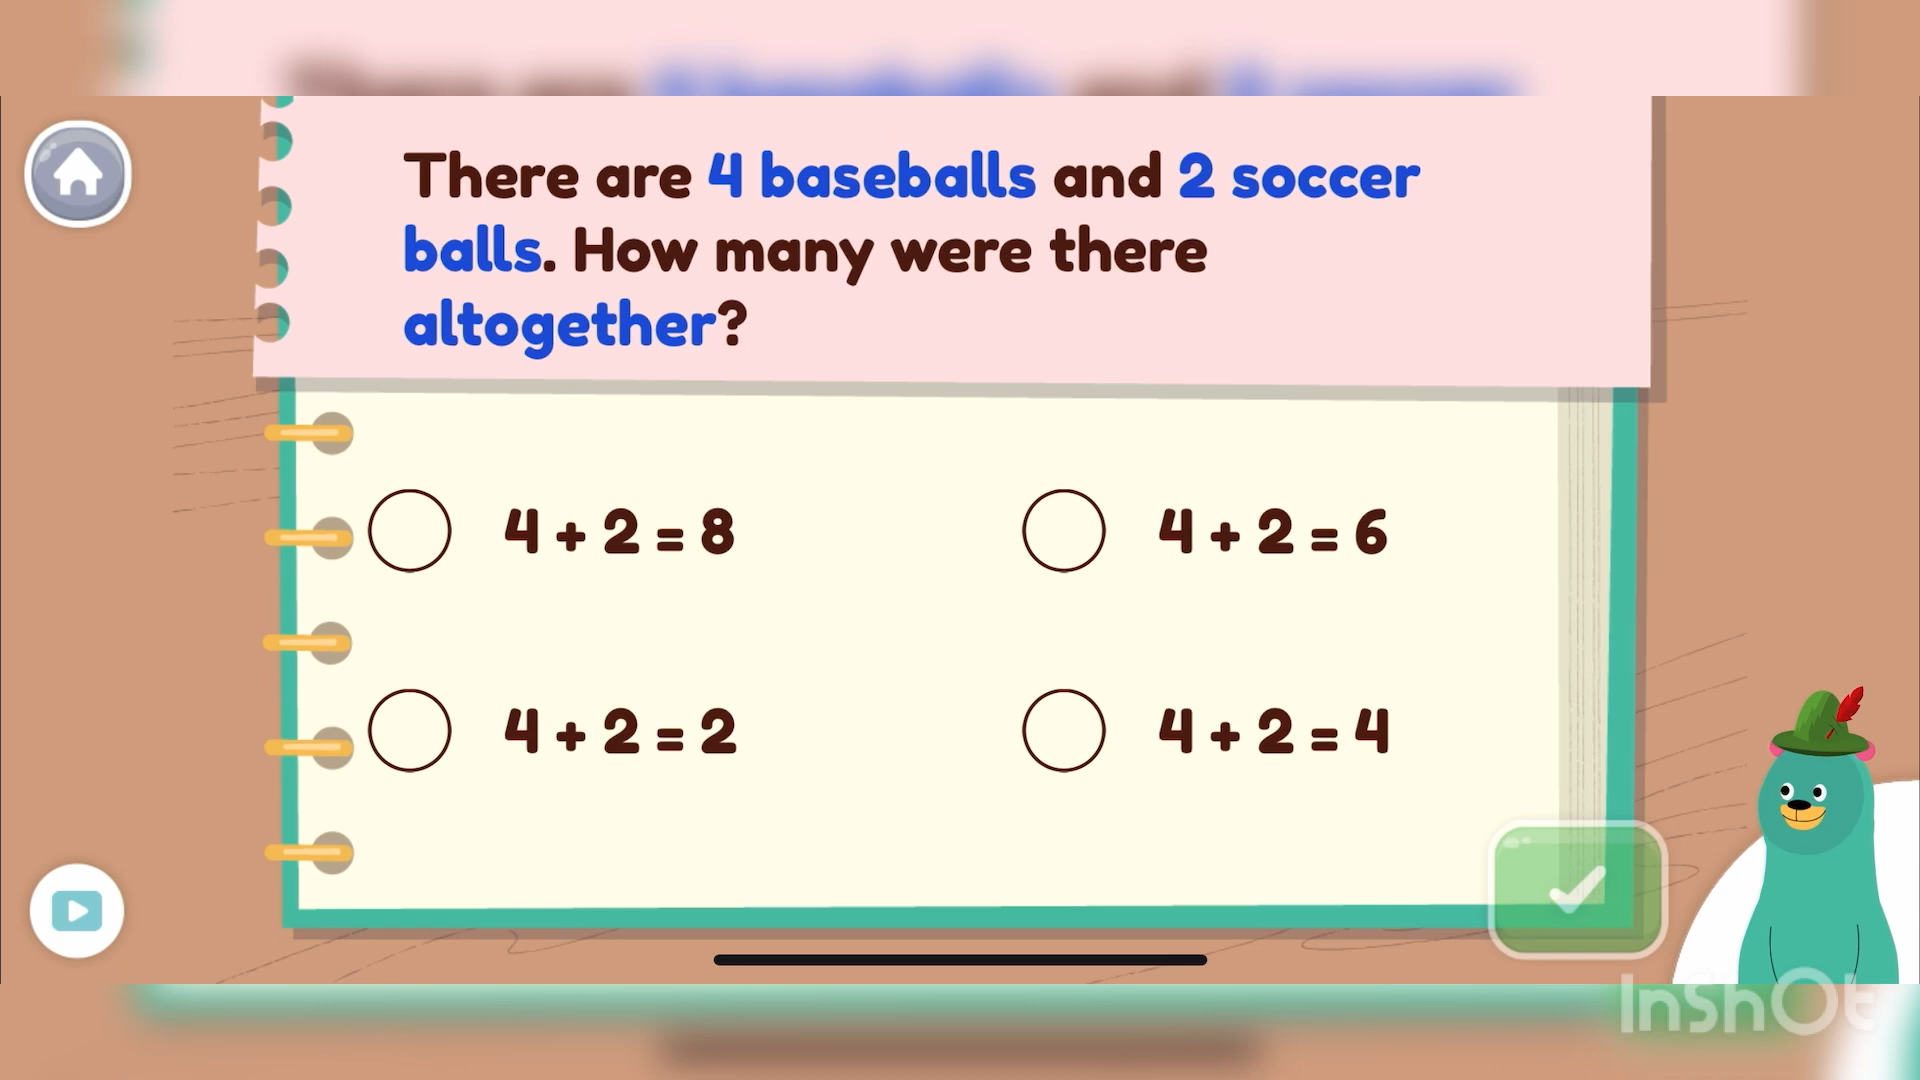 There are 4 baseballs and 2 soccer
balls. How many were there
altogether?
4 + 2 = 8
4 + 2 = 6
4 + 2 = 2
4 + 2 = 4
InShOt